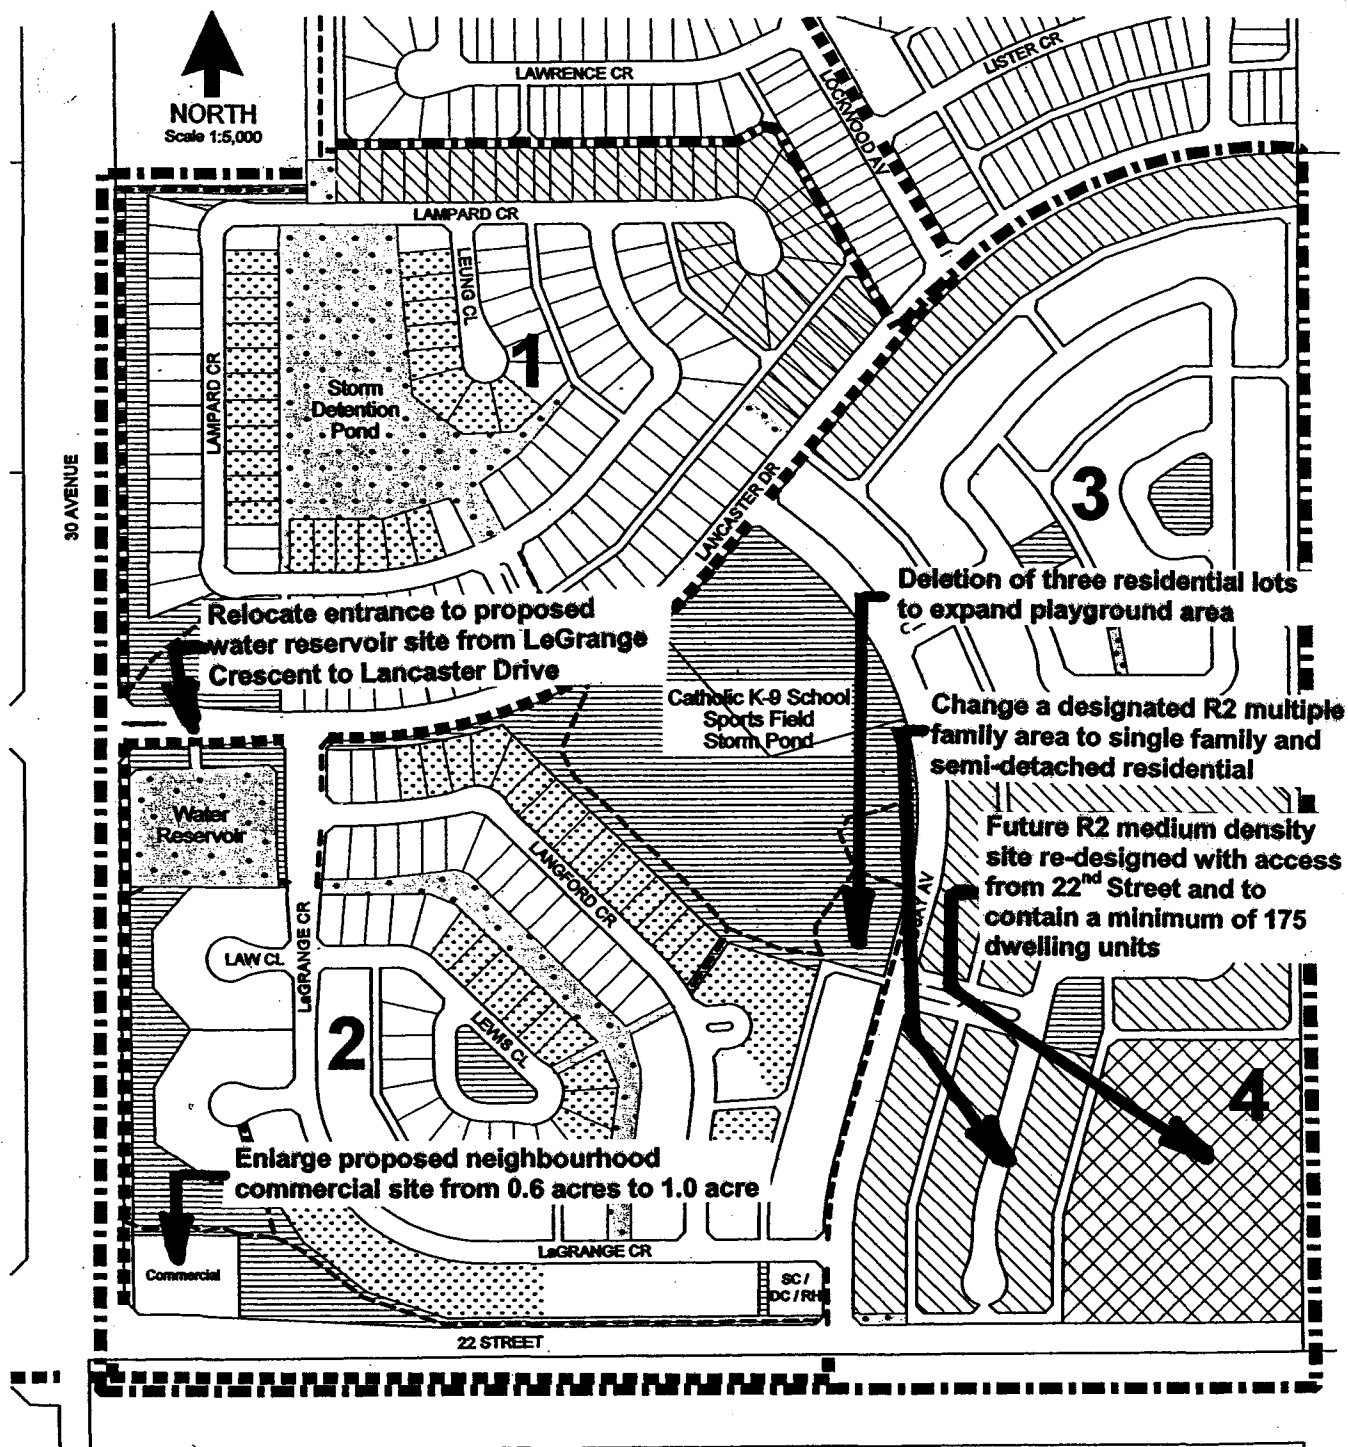 LAWRENCE CR
LISTER CR
LOCKWOOD AV
NORTH
Scale 1:5,000
LAMPARD CR
LEUNG CL
1
LAMPARD CR
Storm
Detention
Pond
30 AVENUE
LANCASTER DR
3
Deletion of three residential lots
to expand playground area
Relocate entrance to proposed
water reservoir site from LeGrange
Crescent to Lancaster Drive
Catholic K-9 School
Sports Field
Storm Pond
Change a designated R2 multiple
family area to single family and
semi-detached residential
Water
Reservoir
Future R2 medium density
site re-designed with access
from 22nd Street and to
contain a minimum of 175
dwelling units
LANGFORD CR
AV
LeGRANGE CR
LAW CL
LEWIS CL
2
4
Enlarge proposed neighbourhood
commercial site from 0.6 acres to 1.0 acre
LeGRANGE CR
Commercial
SC /
DC / RH
22 STREET